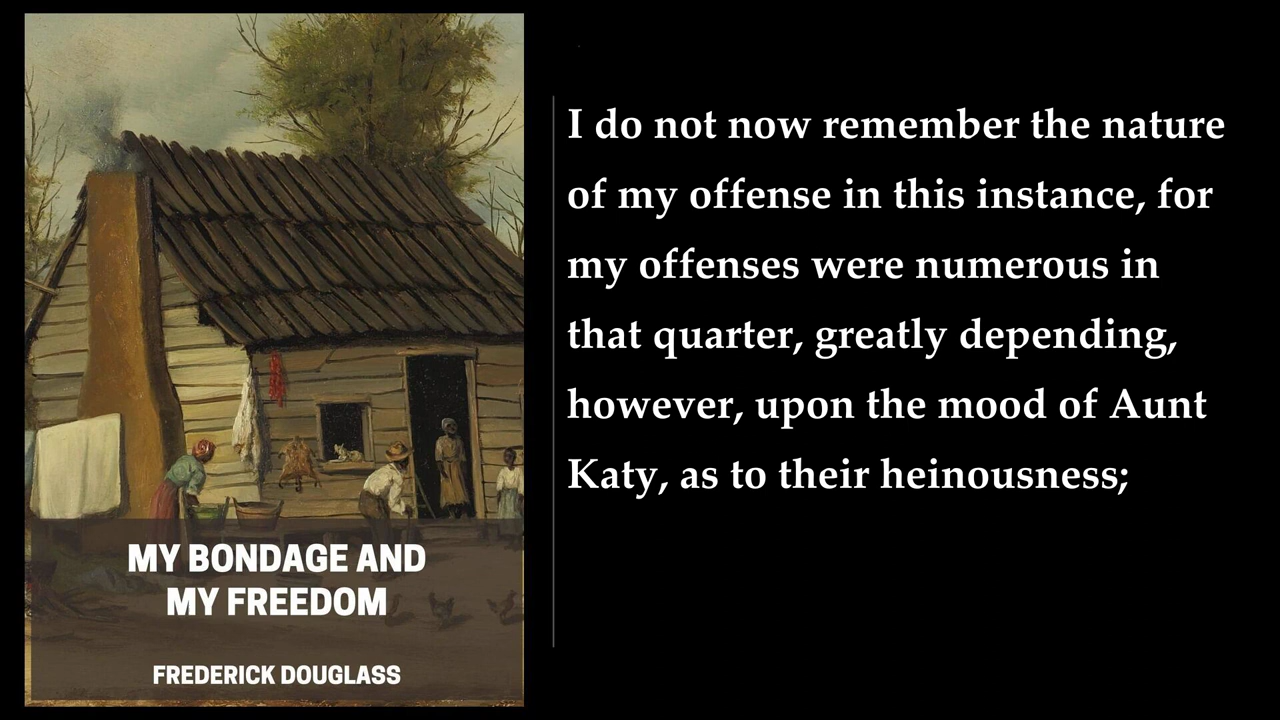 MY BONDAGE AND
MY FREEDOM
FREDERICK DOUGLASS
I do not now remember the nature
of my offense in this instance, for
my offenses were numerous in
that quarter, greatly depending,
however, upon the mood of Aunt
Katy, as to their heinousness;